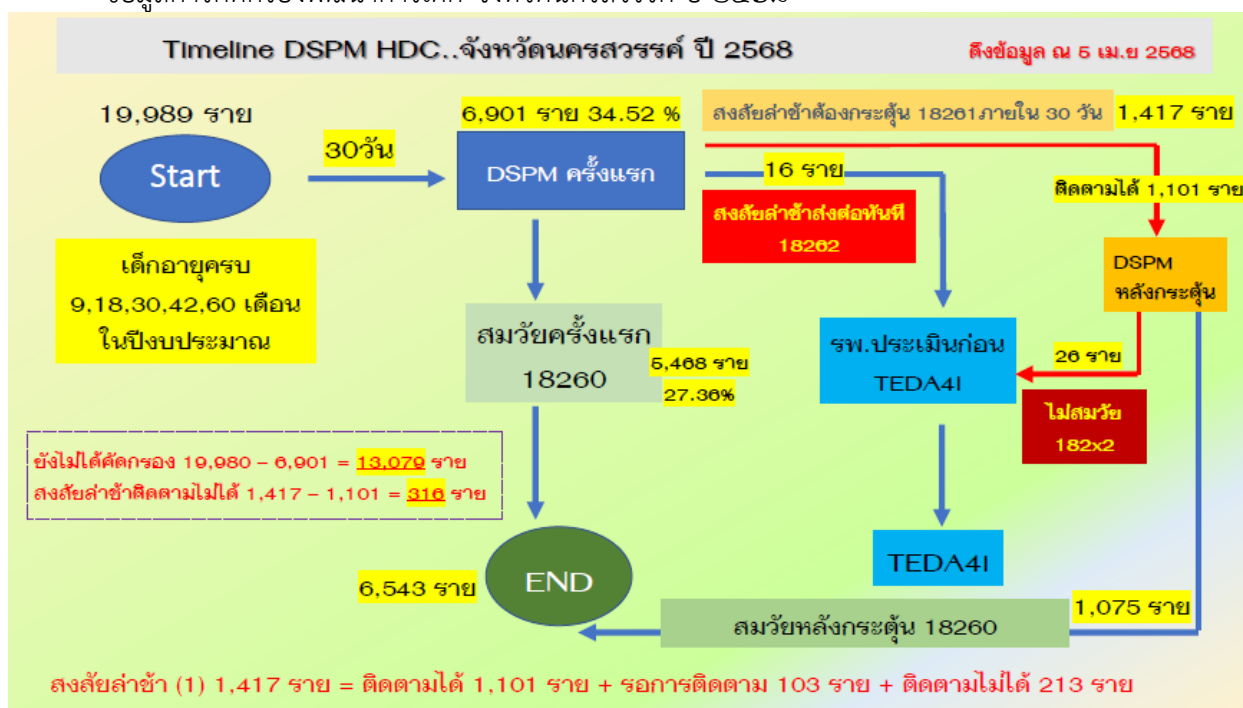 Timeline DSPM HDC..จังหวัดนครสวรรค์ ปี 2568
ดึงข้อมูล ณ 5 เม.ย 2568
19,989 ราย
6,901 ราย 34.52 %
สงสัยล่าช้าต้องกระตุ้น 18261ภายใน 30 วัน
1,417 ราย
Start
30วัน
DSPM ครั้งแรก
16 ราย
ติดตามได้ 1,101 ราย
สงสัยล่าช้าส่งต่อทันที
18262
เด็กอายุครบ
9,18,30,42,60 เดือน
ในปีงบประมาณ
DSPM
หลังกระตุ้น
สมวัยครั้งแรก
18260
5,468 ราย
27.36%
รพ.ประเมินก่อน
TEDA4I
26 ราย
ไม่สมวัย
182x2
ยังไม่ได้คัดกรอง 19,980 – 6,901 = 13,079 ราย
สงสัยล่าช้าติดตามไม่ได้ 1,417 – 1,101 = 316 ราย
END
6,543 ราย
TEDA4I
1,075 ราย
สมวัยหลังกระตุ้น 18260
สงสัยล่าช้า (1) 1,417 ราย = ติดตามได้ 1,101 ราย + รอการติดตาม 103 ราย + ติดตามไม่ได้ 213 ราย